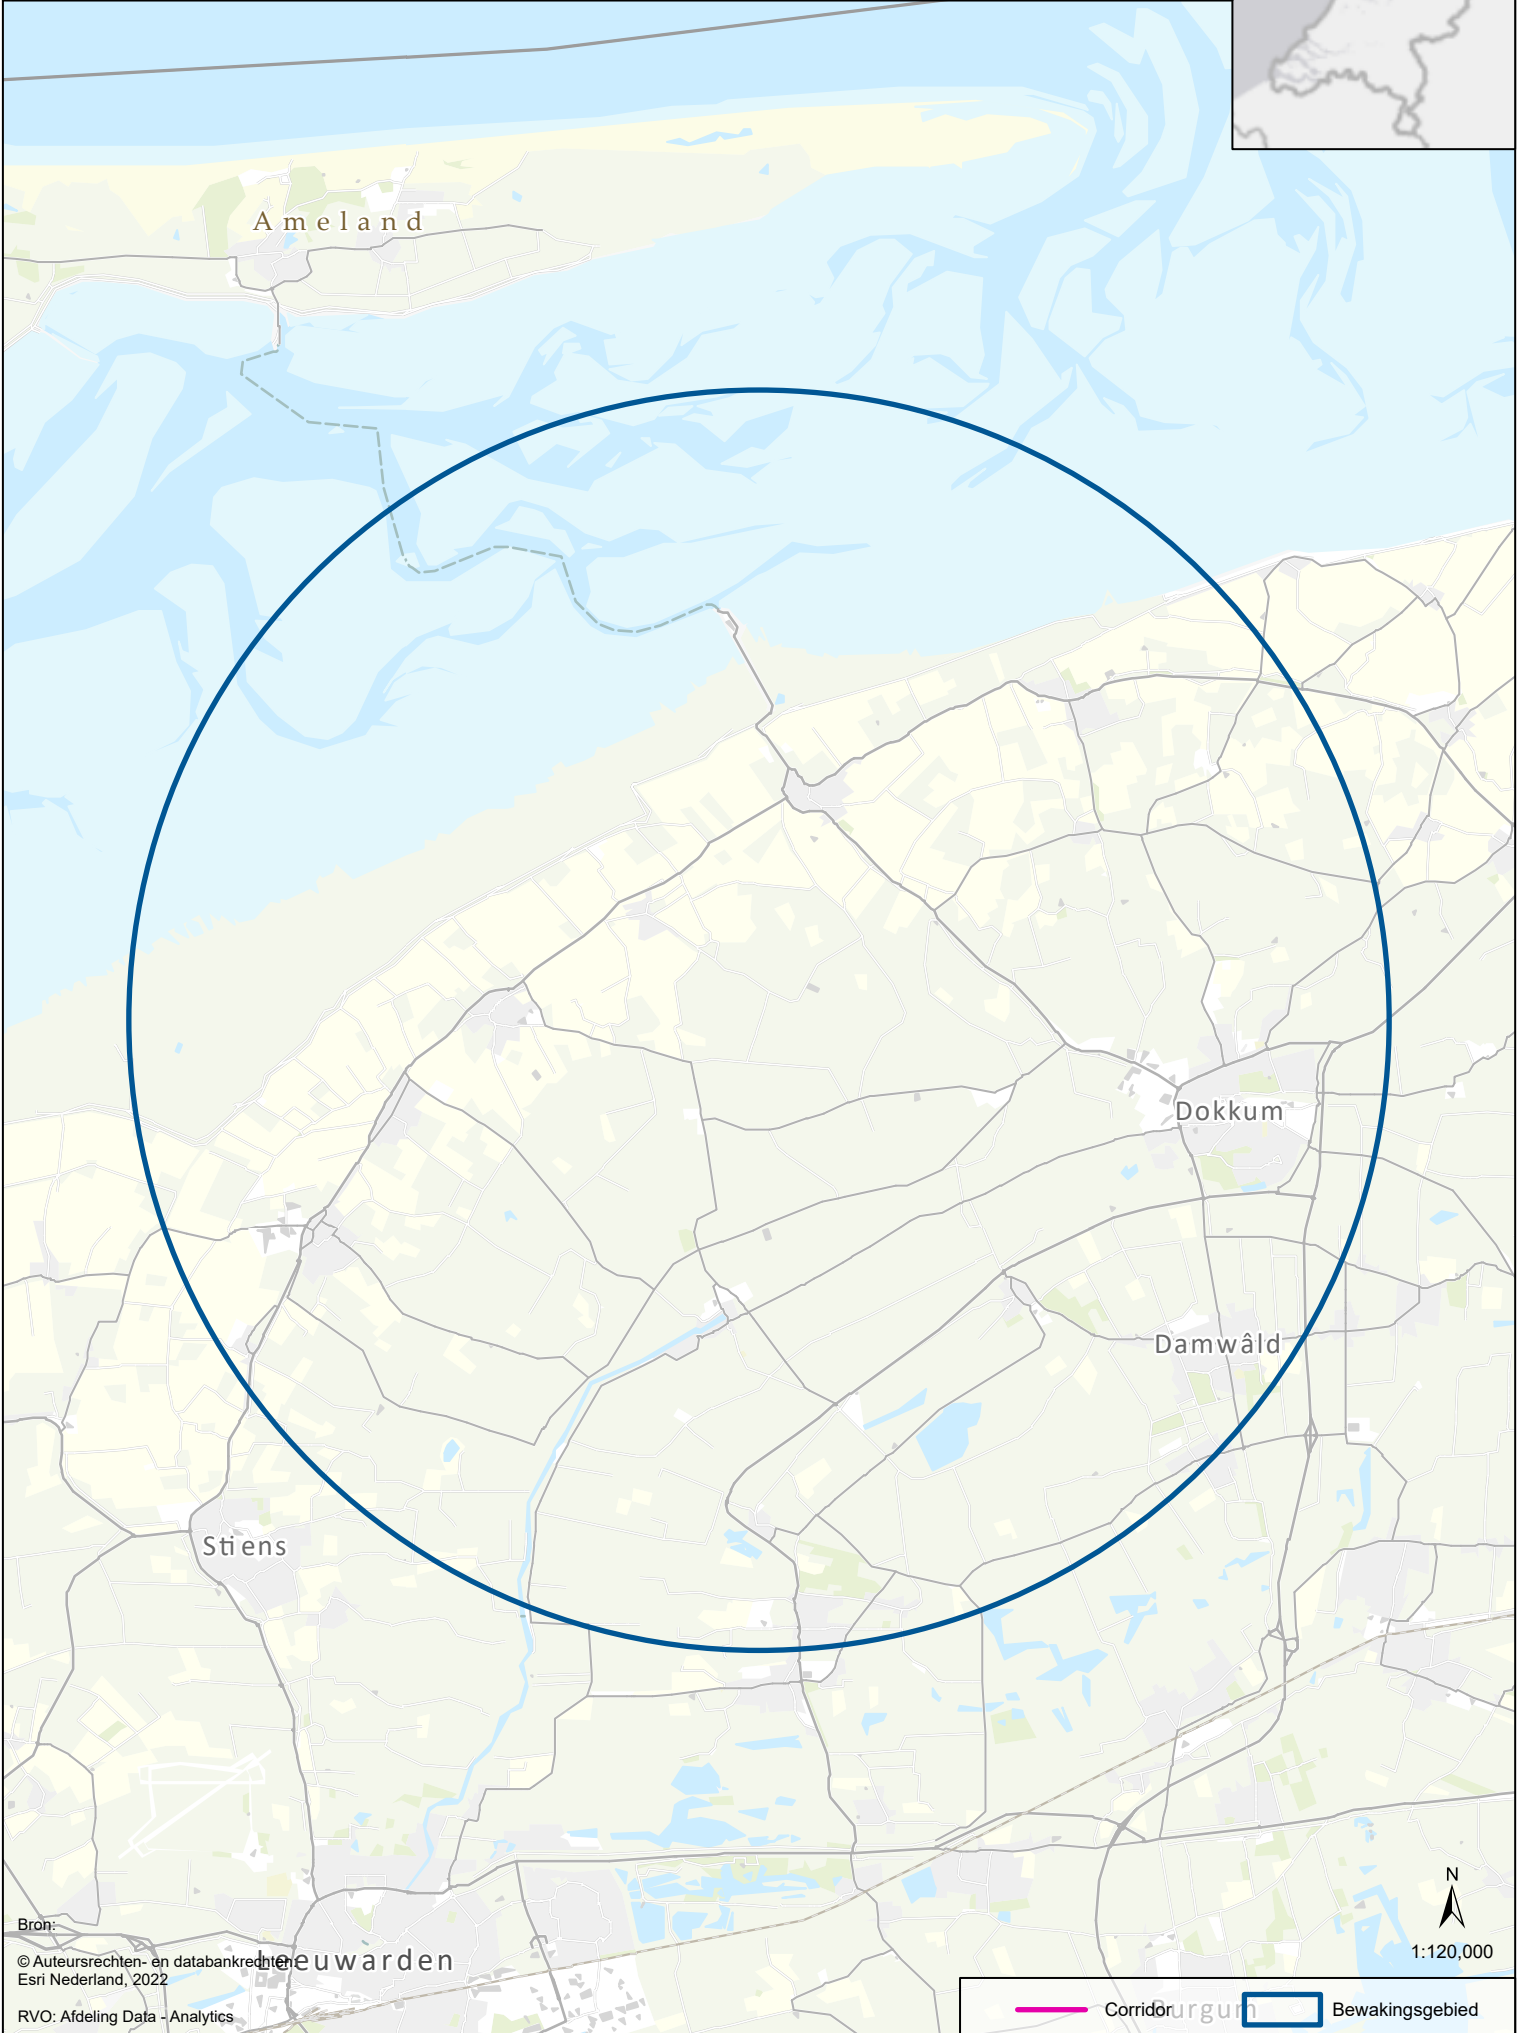 Ameland
Dokkum
Damwâld
Stiens
N
1:120,000
Bron:
Leeuwarden
© Auteursrechten- en databankrechten:
Esri Nederland, 2022
RVO: Afdeling Data - Analytics
Corridor
Burgum
Bewakingsgebied